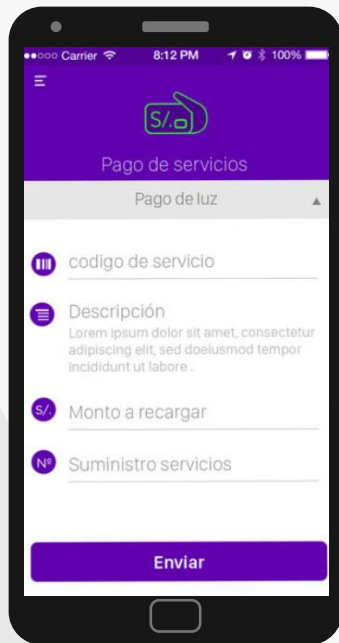 Carrier 8:12 PM 100%
S/.
Pago de servicios
Pago de luz
codigo de servicio
Descripción
Lorem ipsum dolor sit amet, consectetur
adipiscing elit, sed doeiusmod tempor
incididunt ut labore .
S/. Monto a recargar
Nº Suministro servicios
Enviar